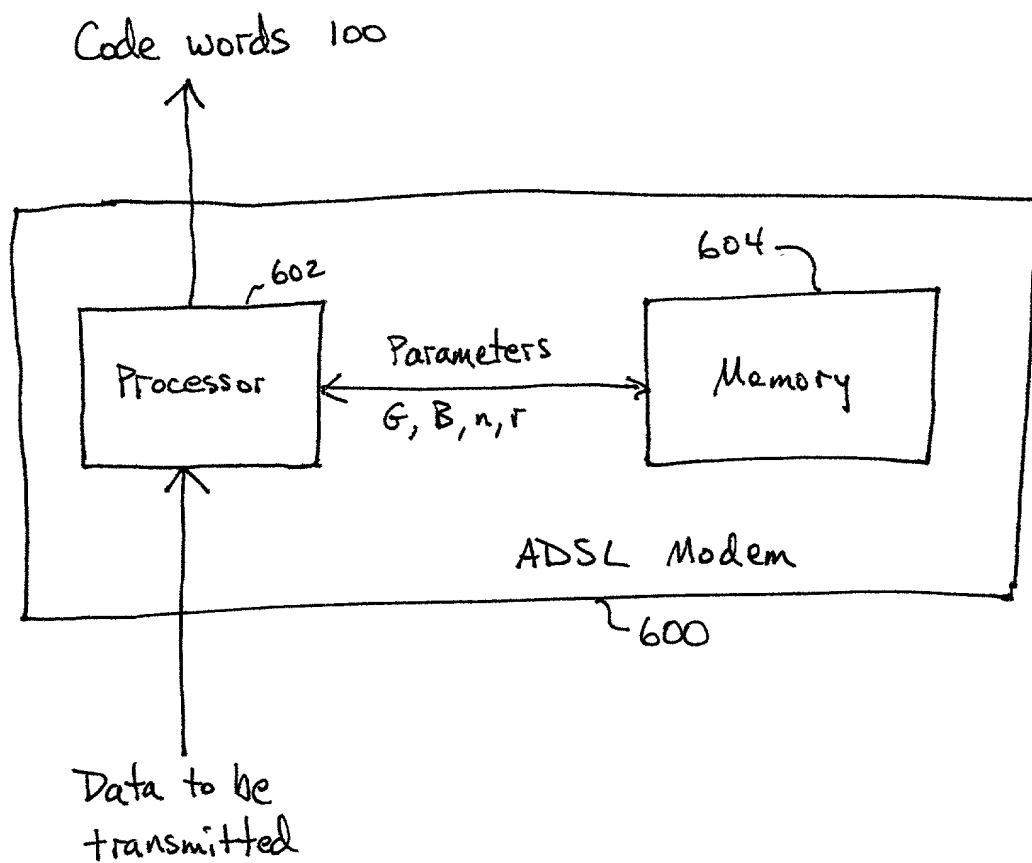 Code words 100
602
604
Processor
Parameters
G, B, n, r
Memory
ADSL Modem
600
Data to be
transmitted